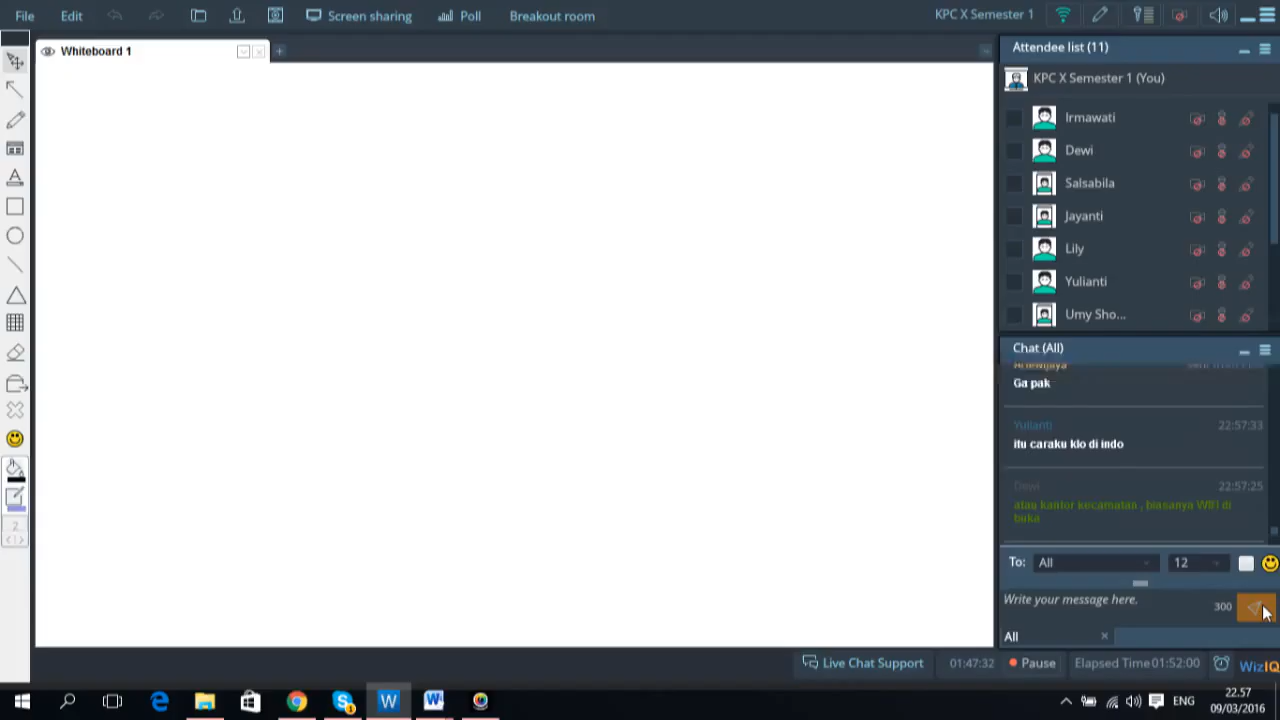 File Edit Screen sharing Poll Breakout room KPC X Semester 1
Whiteboard 1
Attendee list (11)
KPC X Semester 1 (You)
Irmawati
Dewi
Salsabila
Jayanti
Lily
Yulianti
Umy Sho...
Chat (All)
Ga pak
Yulianti 22:57:33
itu caraku klo di indo
Dewi 22:57:25
atau kantor kecamatan , biasanya WIfi di
buka
To: All 12
Write your message here. 300
All
Live Chat Support 01:47:32 Pause Elapsed Time 01:52:00 WizIQ
2
ENG
22.57
09/03/2016